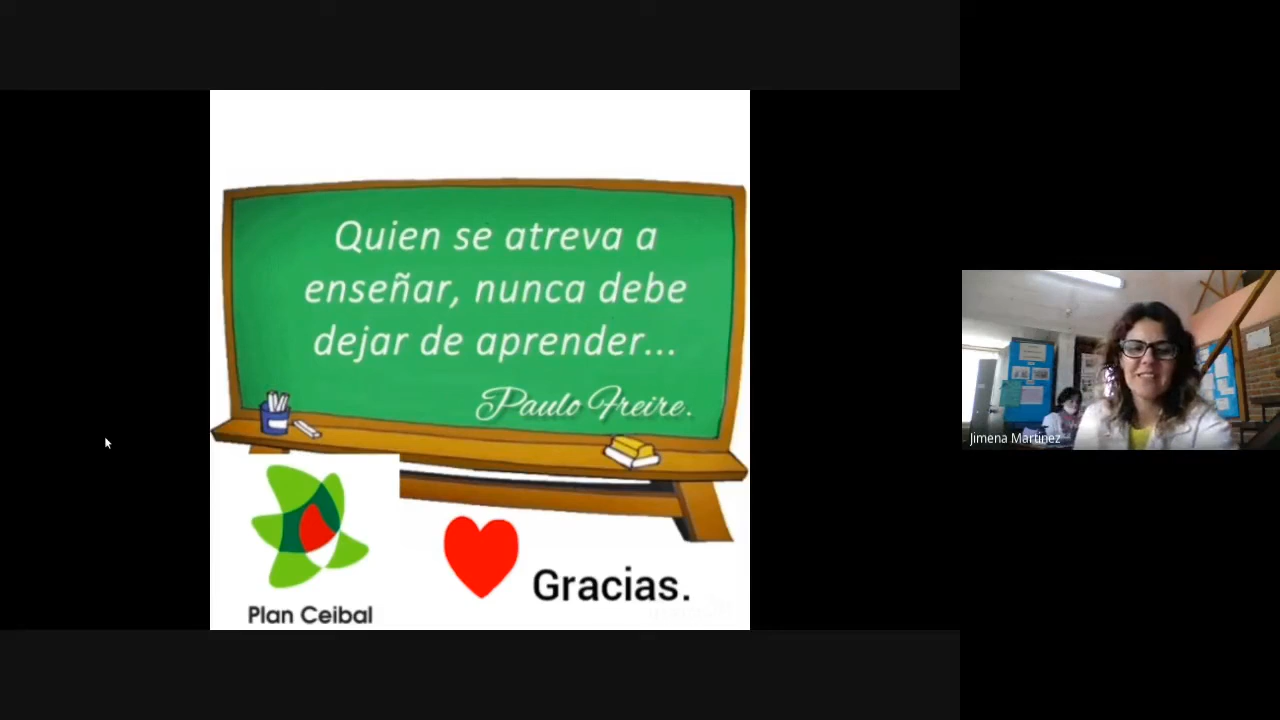 Quien se atreva a
enseñar, nunca debe
dejar de aprender...
Paulo Freire.
Plan Ceibal
Gracias.
Jimena Martinez